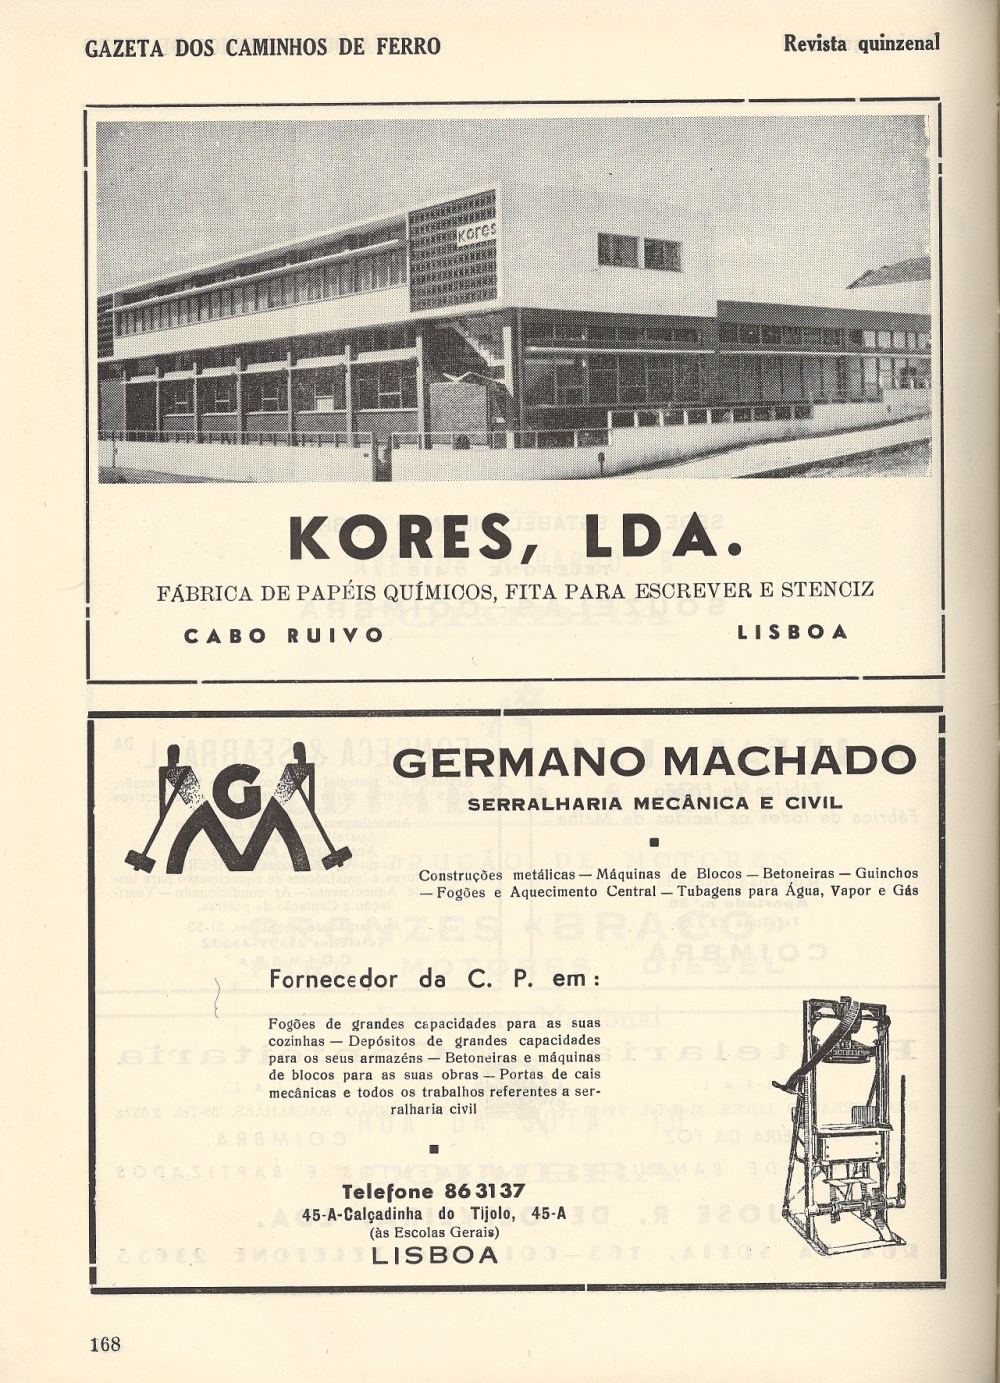 GAZETA DOS CAMINHOS DE FERRO
Revista quinzenal
kores
KORES, LDA.
FÁBRICA DE PAPÉIS QUÍMICOS, FITA PARA ESCREVER E STENCIZ
CABO RUIVO
LISBOA
GM
GERMANO MACHADO
SERRALHARIA MECÂNICA E CIVIL
Construções metálicas — Máquinas de Blocos — Betoneiras — Guinchos
— Fogões e Aquecimento Central — Tubagens para Água, Vapor e Gás
Fornecedor da C. P. em:
Fogões de grandes capacidades para as suas
cozinhas — Depósitos de grandes capacidades
para os seus armazéns — Betoneiras e máquinas
de blocos para as suas obras — Portas de cais
mecânicas e todos os trabalhos referentes a ser-
ralharia civil
Telefone 863137
45-A-Calçadinha do Tijolo, 45-A
(às Escolas Gerais)
LISBOA
168